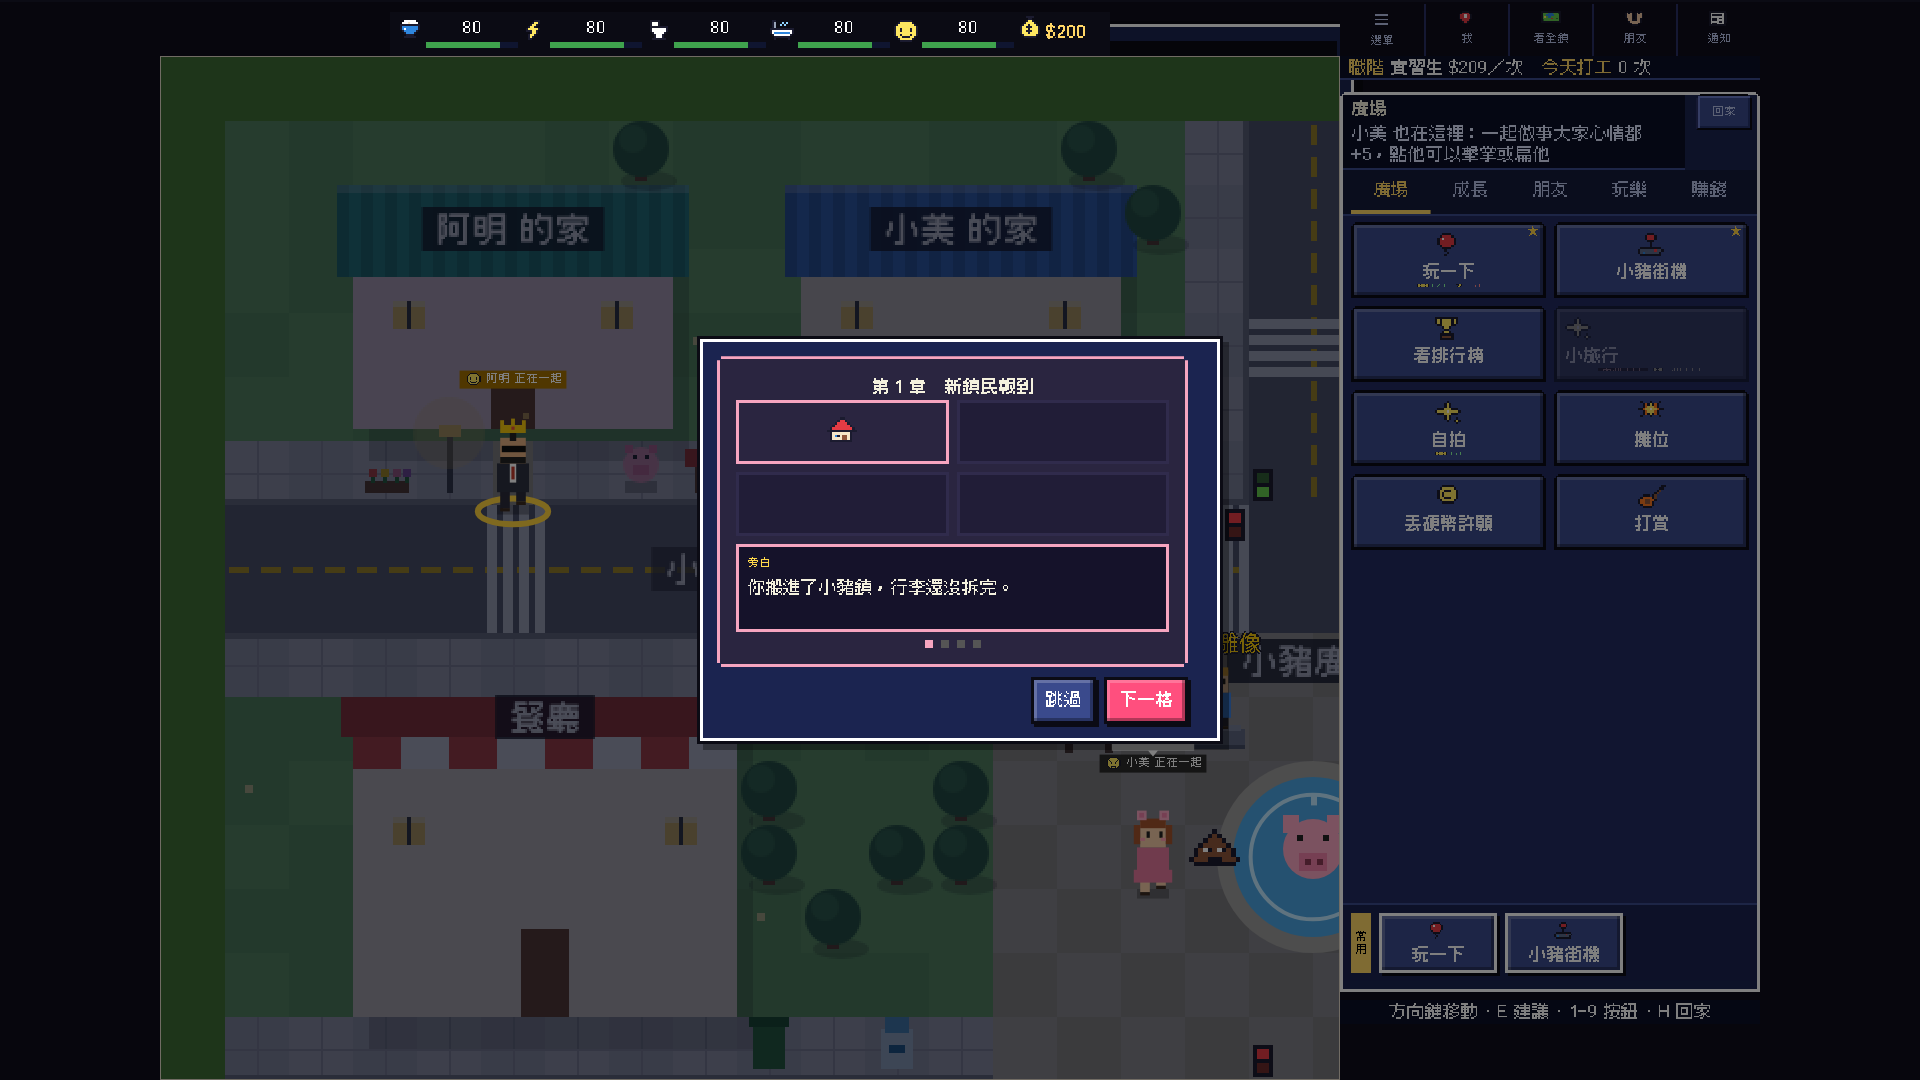 80
80
80
80
80
$200
選單
我
看全鎮
朋友
通知
職階 實習生 $209／次 今天打工 0 次
廣場
回家
小美 也在這裡：一起做事大家心情都
+5，點他可以擊掌或扁他
廣場
成長
朋友
玩樂
賺錢
玩一下
小豬街機
看排行榜
小旅行
自拍
攤位
丟硬幣許願
打賞
常用
玩一下
小豬街機
方向鍵移動 · E 建議 · 1-9 按鈕 · H 回家
阿明 的家
小美 的家
阿明 正在一起
第 1 章 新鎮民報到
旁白
你搬進了小豬鎮，行李還沒拆完。
跳過
下一格
小
雕像
小豬廣
餐廳
小美 正在一起